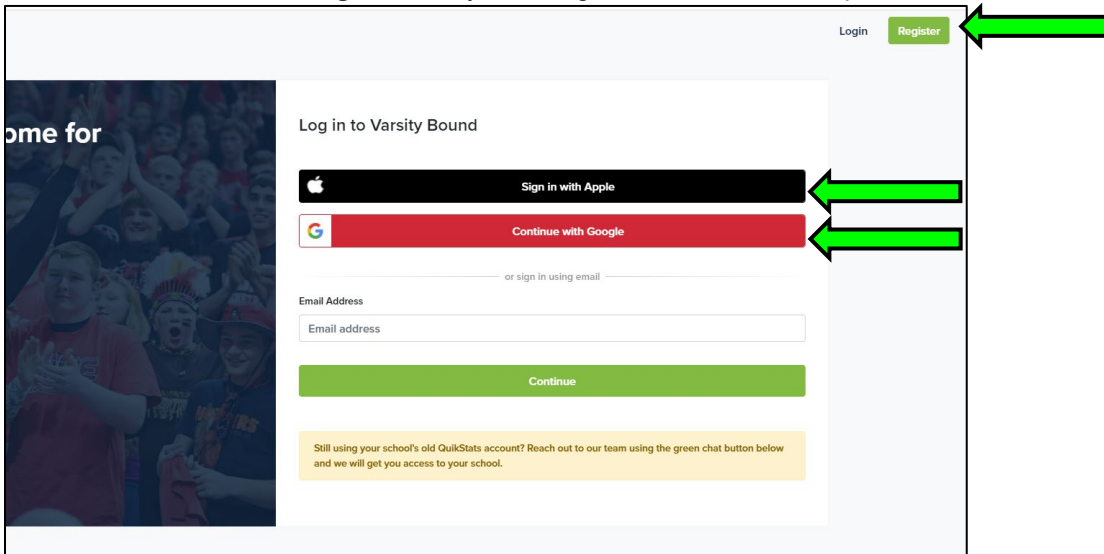 Login Register
ome for
Log in to Varsity Bound
Sign in with Apple
Continue with Google
or sign in using email
Email Address
Email address
Continue
Still using your school's old QuikStats account? Reach out to our team using the green chat button below
and we will get you access to your school.